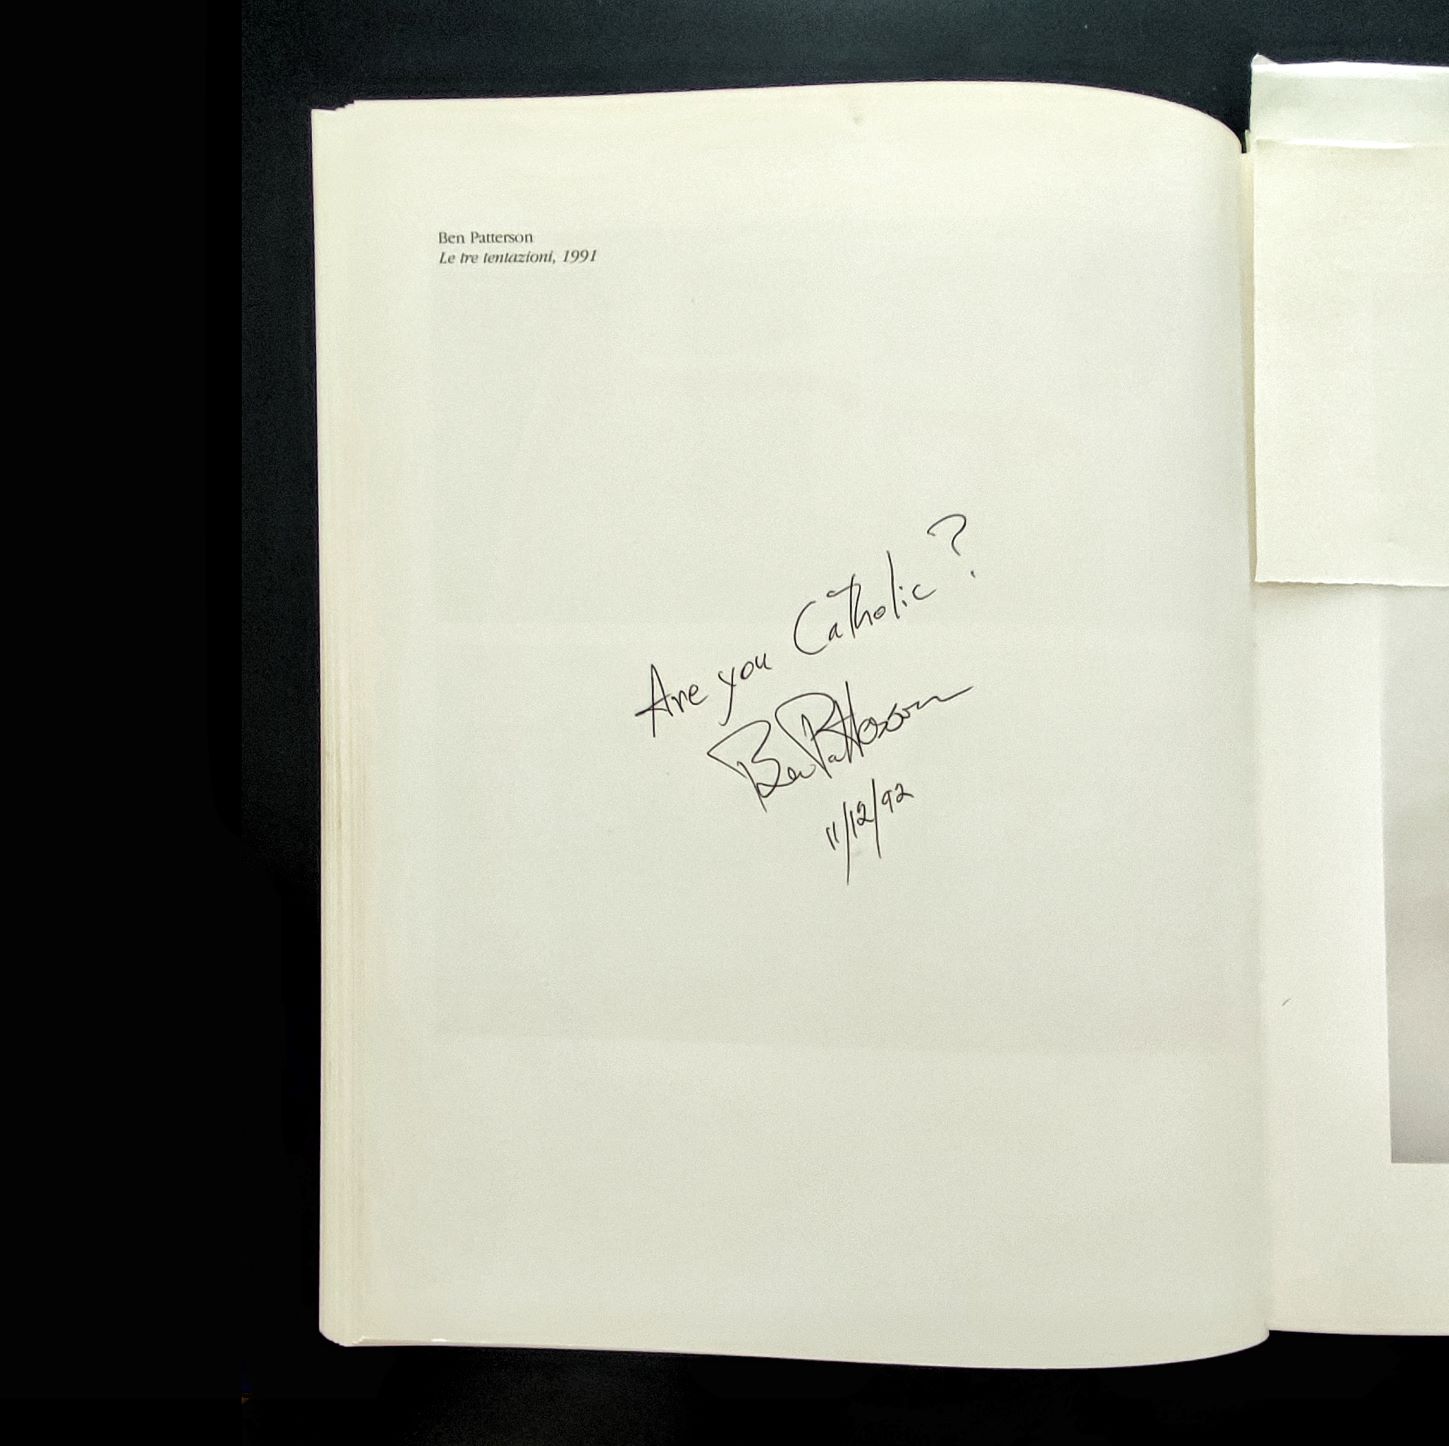 Ben Patterson
Le tre tentazioni, 1991
Are you Catholic?
Ben Patterson
11/12/92